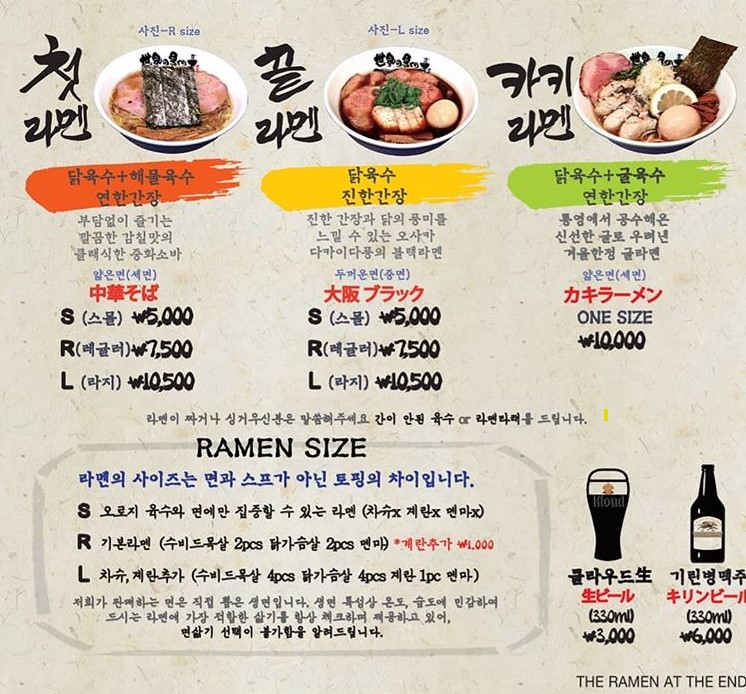 사진-R size
첫
라멘
닭육수+해물육수
연한간장
부담없이 즐기는
깔끔한 감칠맛의
클래식한 중화소바
얇은면(세면)
中華そば
S (스몰) ₩5,000
R(레귤러)₩7,500
L (라지) ₩10,500
사진-L size
끝
라멘
닭육수
진한간장
진한 간장과 닭의 풍미를
느낄 수 있는 오사카
다카이다풍의 블랙라멘
두꺼운면(중면)
大阪 ブラック
S (스몰) ₩5,000
R(레귤러)₩7,500
L (라지) ₩10,500
카키
라멘
닭육수+굴육수
연한간장
통영에서 공수해온
신선한 굴로 우려낸
겨울한정 굴라멘
얇은면(세면)
カキラーメン
ONE SIZE
₩10,000
라멘이 짜거나 싱거우신분은 말씀해주세요 간이 안된 육수 or 라멘타래를 드립니다.
RAMEN SIZE
라멘의 사이즈는 면과 스프가 아닌 토핑의 차이입니다.
S 오로지 육수와 면에만 집중할 수 있는 라멘 (차슈x 계란x 멘마x)
R 기본라멘 (수비드목살 2pcs 닭가슴살 2pcs 멘마) *계란추가 ₩1,000
L 차슈,계란추가 (수비드목살 4pcs 닭가슴살 4pcs 계란 1pc 멘마)
저희가 판매하는 면은 직접 뽑은 생면입니다. 생면 특성상 온도, 습도에 민감하여
드시는 라멘에 가장 적합한 삶기를 항상 체크하며 제공하고 있어,
면삶기 선택이 불가함을 알려드립니다.
Kloud
클라우드生
生ビール
(330ml)
₩3,000
기린병맥주
キリンビール
(330ml)
₩6,000
THE RAMEN AT THE END